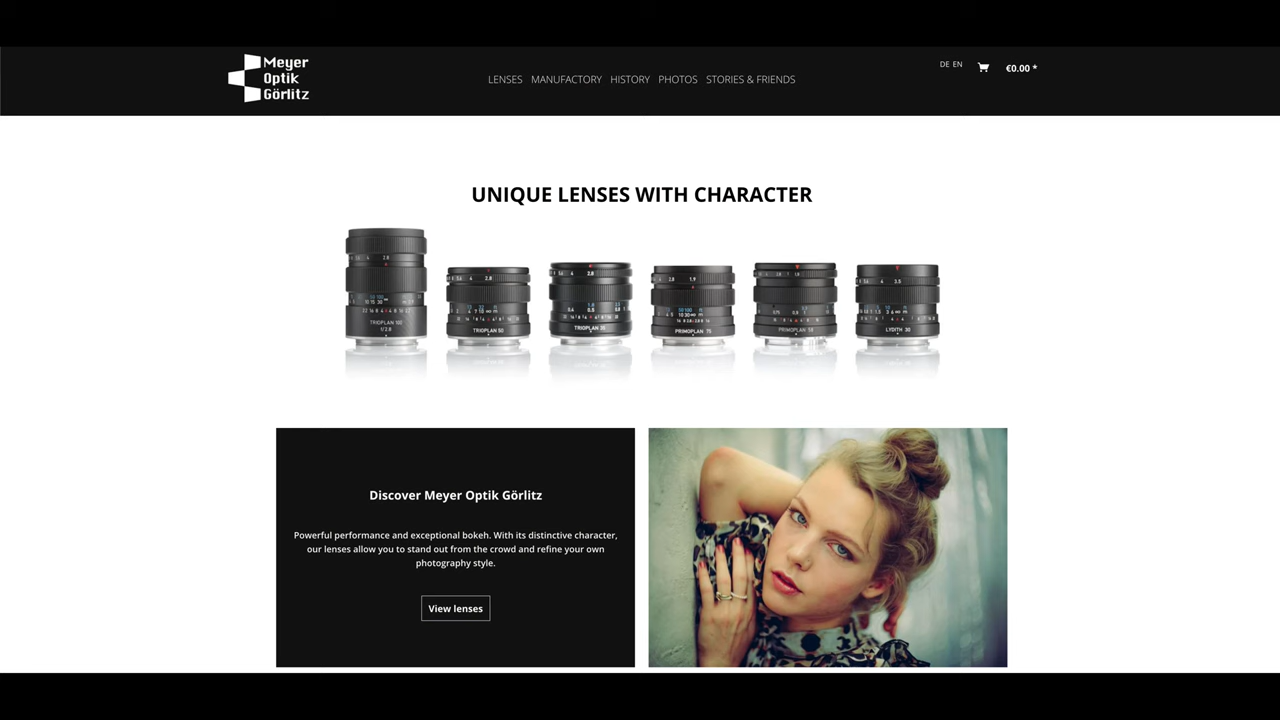 Meyer
Optik
Görlitz
LENSES MANUFACTORY HISTORY PHOTOS STORIES & FRIENDS
DE EN
€0.00 *
UNIQUE LENSES WITH CHARACTER
TRIOPLAN 100
f/2.8
TRIOPLAN 50
TRIOPLAN 35
PRIMOPLAN 75
PRIMOPLAN 58
LYDITH 30
Discover Meyer Optik Görlitz
Powerful performance and exceptional bokeh. With its distinctive character,
our lenses allow you to stand out from the crowd and refine your own
photography style.
View lenses